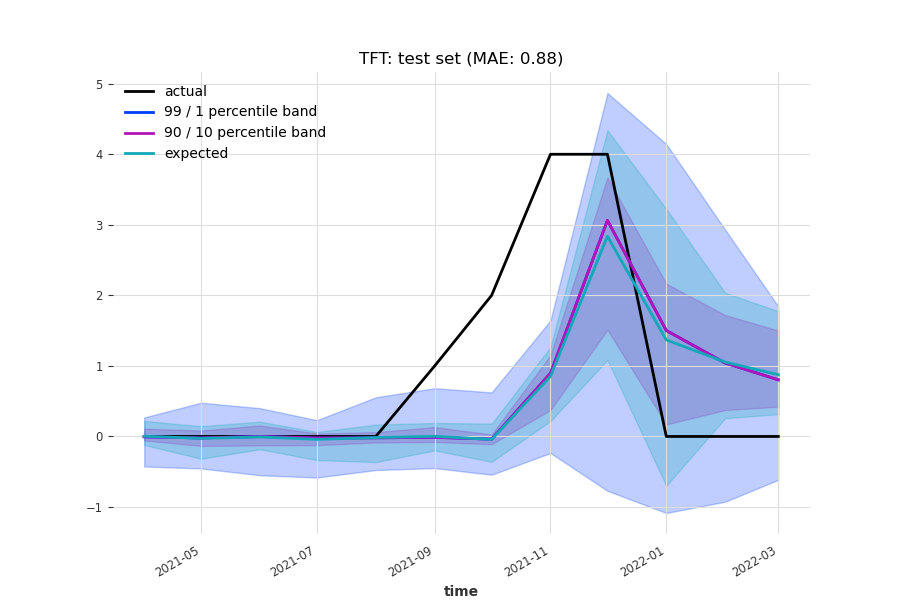 TFT: test set (MAE: 0.88)
actual
99 / 1 percentile band
90 / 10 percentile band
expected
5
4
3
2
1
0
−1
2021-05
2021-07
2021-09
2021-11
2022-01
2022-03
time